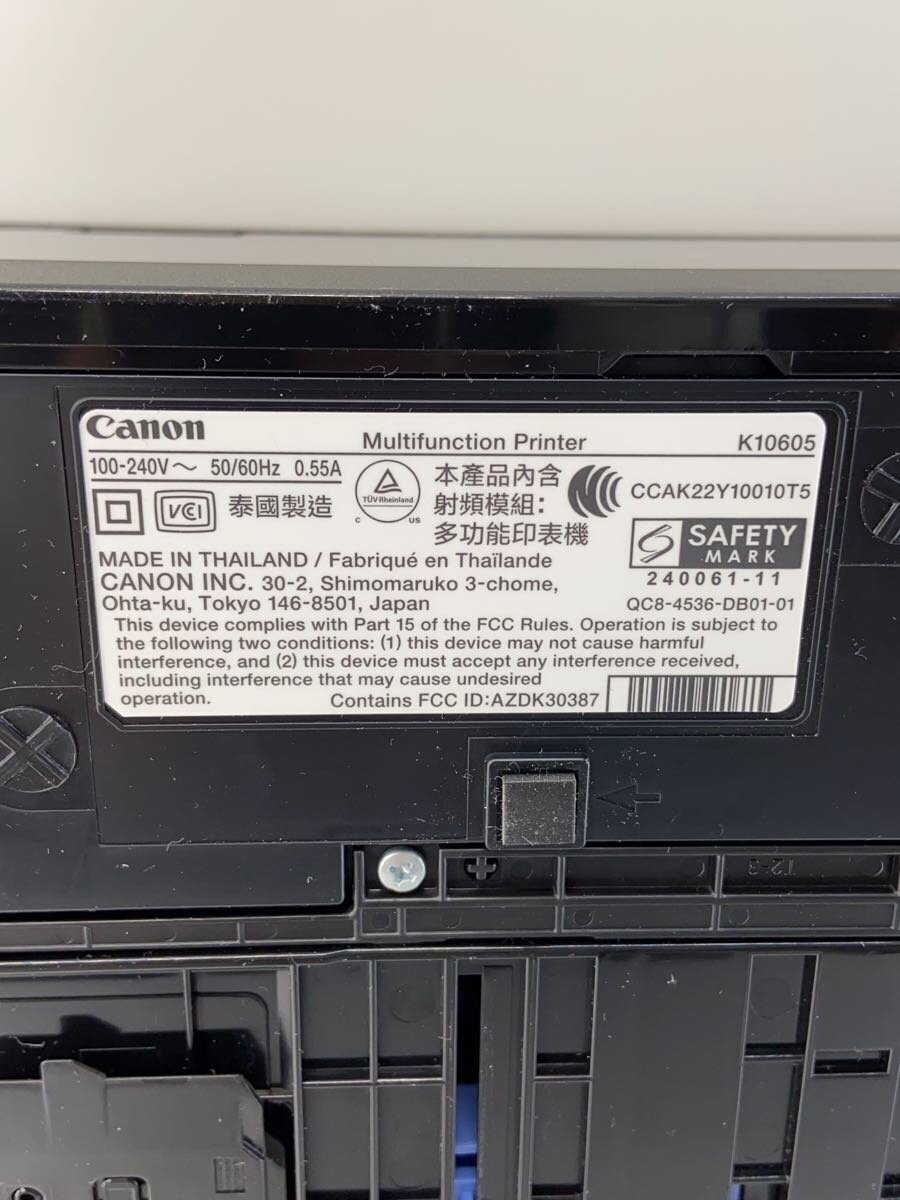 Canon
Multifunction Printer
K10605
100-240V～ 50/60Hz 0.55A
VCCI
泰國製造
TÜVRheinland
C US
本產品內含
射頻模組：
多功能印表機
CCAK22Y10010T5
SAFETY
MARK
240061-11
MADE IN THAILAND / Fabriqué en Thaïlande
CANON INC. 30-2, Shimomaruko 3-chome,
Ohta-ku, Tokyo 146-8501, Japan
QC8-4536-DB01-01
This device complies with Part 15 of the FCC Rules. Operation is subject to
the following two conditions: (1) this device may not cause harmful
interference, and (2) this device must accept any interference received,
including interference that may cause undesired
operation.
Contains FCC ID:AZDK30387